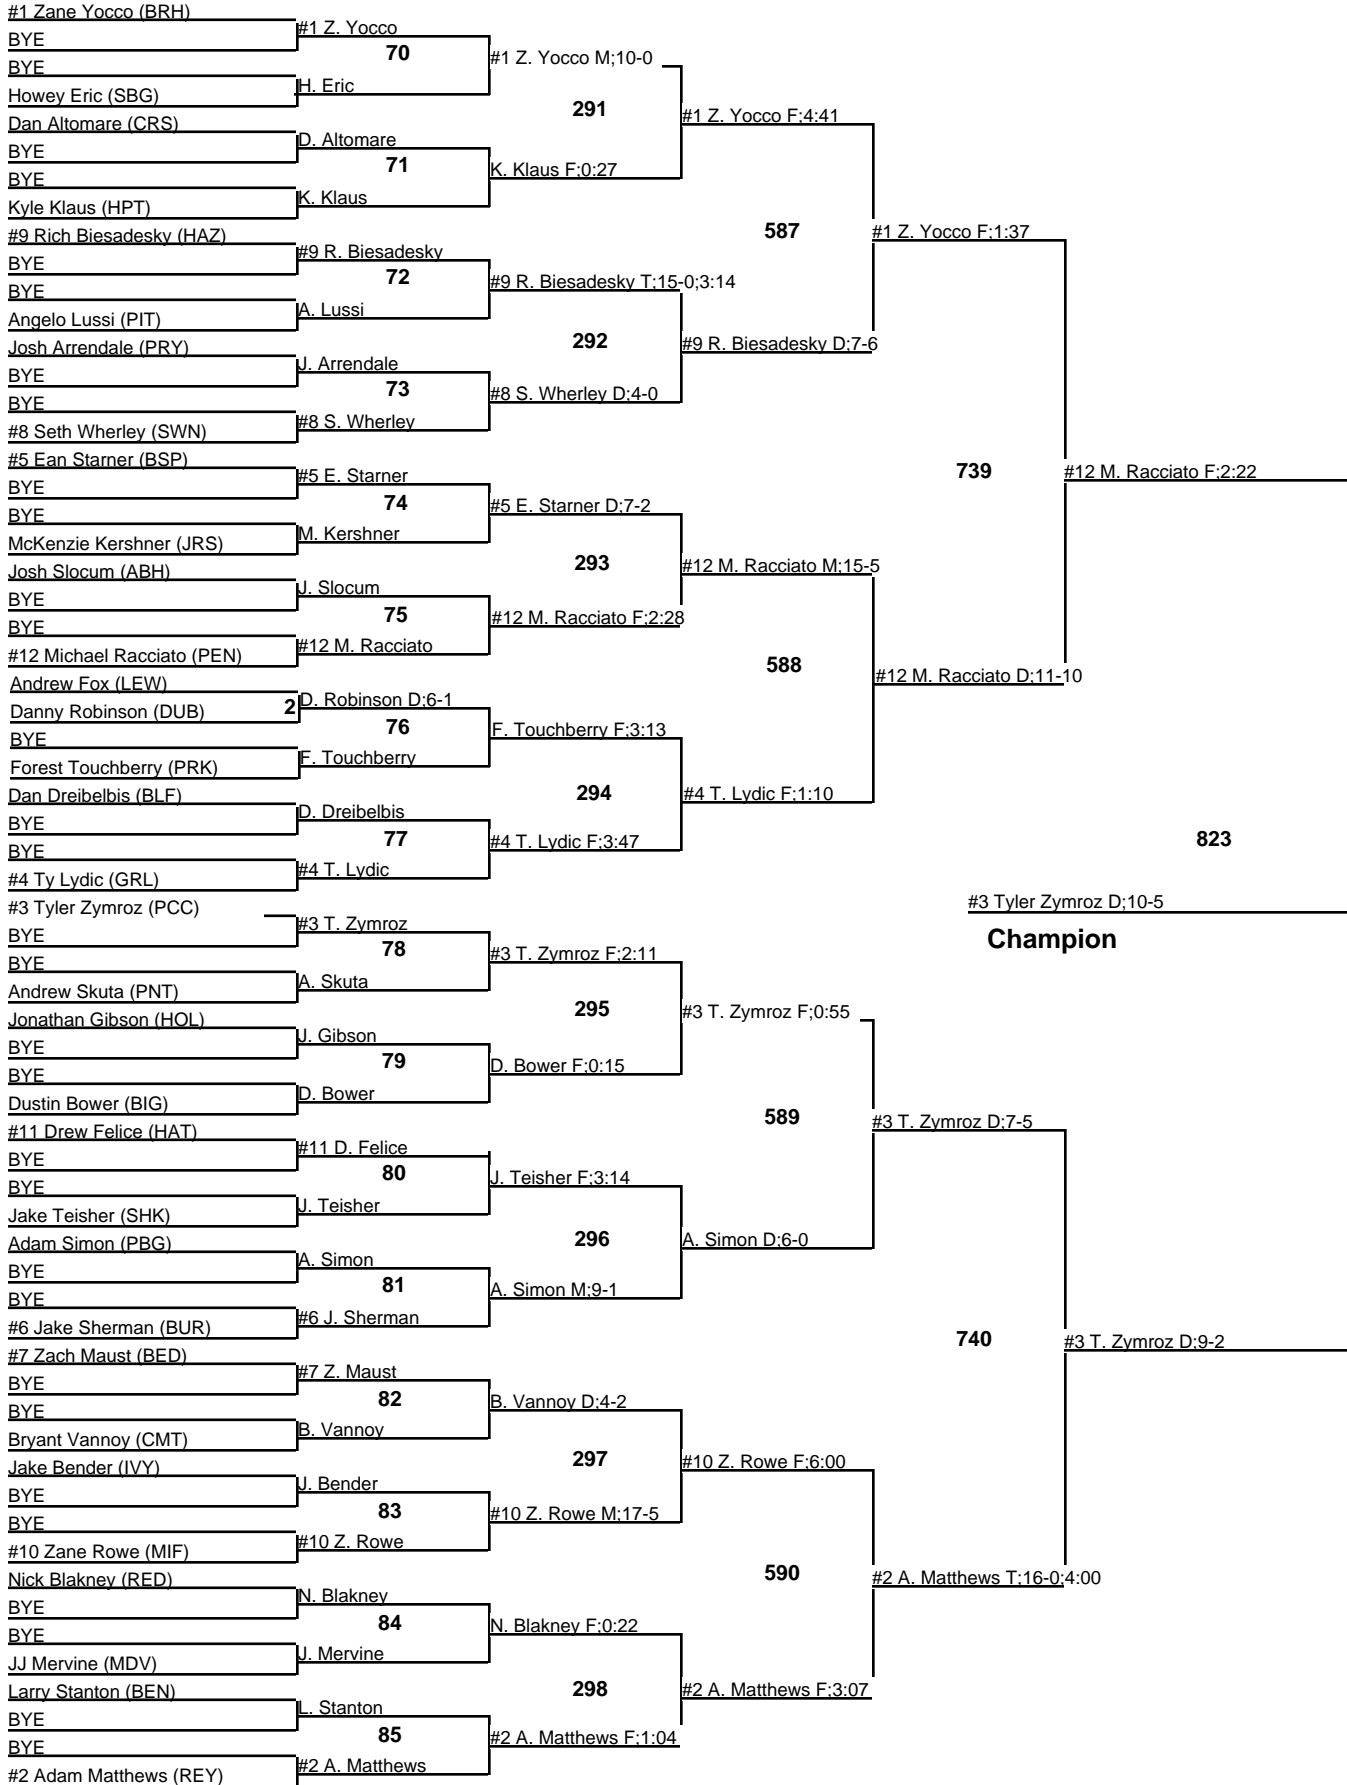 #1 Zane Yocco (BRH)
BYE
BYE
Howey Eric (SBG)
Dan Altomare (CRS)
BYE
BYE
Kyle Klaus (HPT)
#9 Rich Biesadesky (HAZ)
BYE
BYE
Angelo Lussi (PIT)
Josh Arrendale (PRY)
BYE
BYE
#8 Seth Wherley (SWN)
#5 Ean Starner (BSP)
BYE
BYE
McKenzie Kershner (JRS)
Josh Slocum (ABH)
BYE
BYE
#12 Michael Racciato (PEN)
Andrew Fox (LEW)
Danny Robinson (DUB)
BYE
Forest Touchberry (PRK)
Dan Dreibelbis (BLF)
BYE
BYE
#4 Ty Lydic (GRL)
#3 Tyler Zymroz (PCC)
BYE
BYE
Andrew Skuta (PNT)
Jonathan Gibson (HOL)
BYE
BYE
Dustin Bower (BIG)
#11 Drew Felice (HAT)
BYE
BYE
Jake Teisher (SHK)
Adam Simon (PBG)
BYE
BYE
#6 Jake Sherman (BUR)
#7 Zach Maust (BED)
BYE
BYE
Bryant Vannoy (CMT)
Jake Bender (IVY)
BYE
BYE
#10 Zane Rowe (MIF)
Nick Blakney (RED)
BYE
BYE
JJ Mervine (MDV)
Larry Stanton (BEN)
BYE
BYE
#2 Adam Matthews (REY)
#1 Z. Yocco
70
H. Eric
D. Altomare
71
K. Klaus
#9 R. Biesadesky
72
A. Lussi
J. Arrendale
73
#8 S. Wherley
#5 E. Starner
74
M. Kershner
J. Slocum
75
#12 M. Racciato
2
D. Robinson D;6-1
76
F. Touchberry
D. Dreibelbis
77
#4 T. Lydic
#3 T. Zymroz
78
A. Skuta
J. Gibson
79
D. Bower
#11 D. Felice
80
J. Teisher
A. Simon
81
#6 J. Sherman
#7 Z. Maust
82
B. Vannoy
J. Bender
83
#10 Z. Rowe
N. Blakney
84
J. Mervine
L. Stanton
85
#2 A. Matthews
#1 Z. Yocco M;10-0
291
K. Klaus F;0:27
#9 R. Biesadesky T;15-0;3:14
292
#8 S. Wherley D;4-0
#5 E. Starner D;7-2
293
#12 M. Racciato F;2:28
F. Touchberry F;3:13
294
#4 T. Lydic F;3:47
#3 T. Zymroz F;2:11
295
D. Bower F;0:15
J. Teisher F;3:14
296
A. Simon M;9-1
B. Vannoy D;4-2
297
#10 Z. Rowe M;17-5
N. Blakney F;0:22
298
#2 A. Matthews F;1:04
#1 Z. Yocco F;4:41
587
#9 R. Biesadesky D;7-6
#12 M. Racciato M;15-5
588
#4 T. Lydic F;1:10
#3 T. Zymroz F;0:55
589
A. Simon D;6-0
#10 Z. Rowe F;6:00
590
#2 A. Matthews F;3:07
#1 Z. Yocco F;1:37
739
#12 M. Racciato D;11-10
#3 T. Zymroz D;7-5
740
#2 A. Matthews T;16-0;4:00
#12 M. Racciato F;2:22
823
#3 T. Zymroz D;9-2
#3 Tyler Zymroz D;10-5
Champion